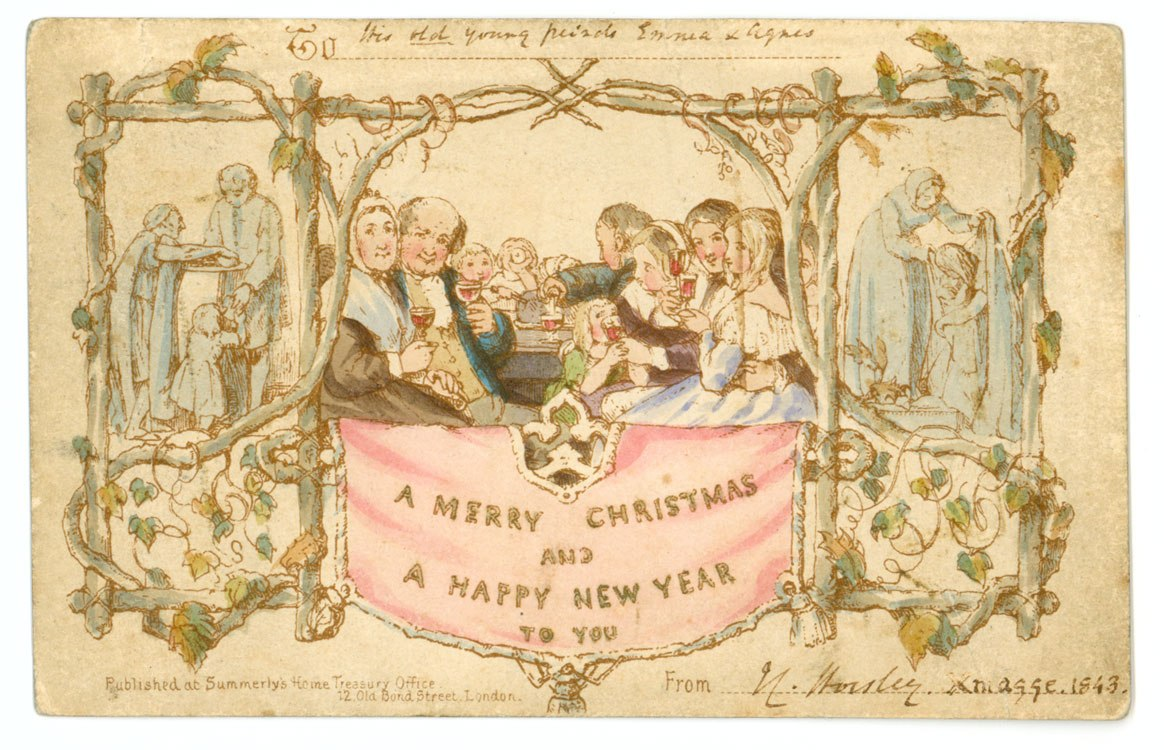 To His old young freinds Emma & Agnes
A MERRY CHRISTMAS
AND
A HAPPY NEW YEAR
TO YOU
Published at Summerly's Home Treasury Office
12, Old Bond Street, London.
From Horsley. Xmasse. 1843.